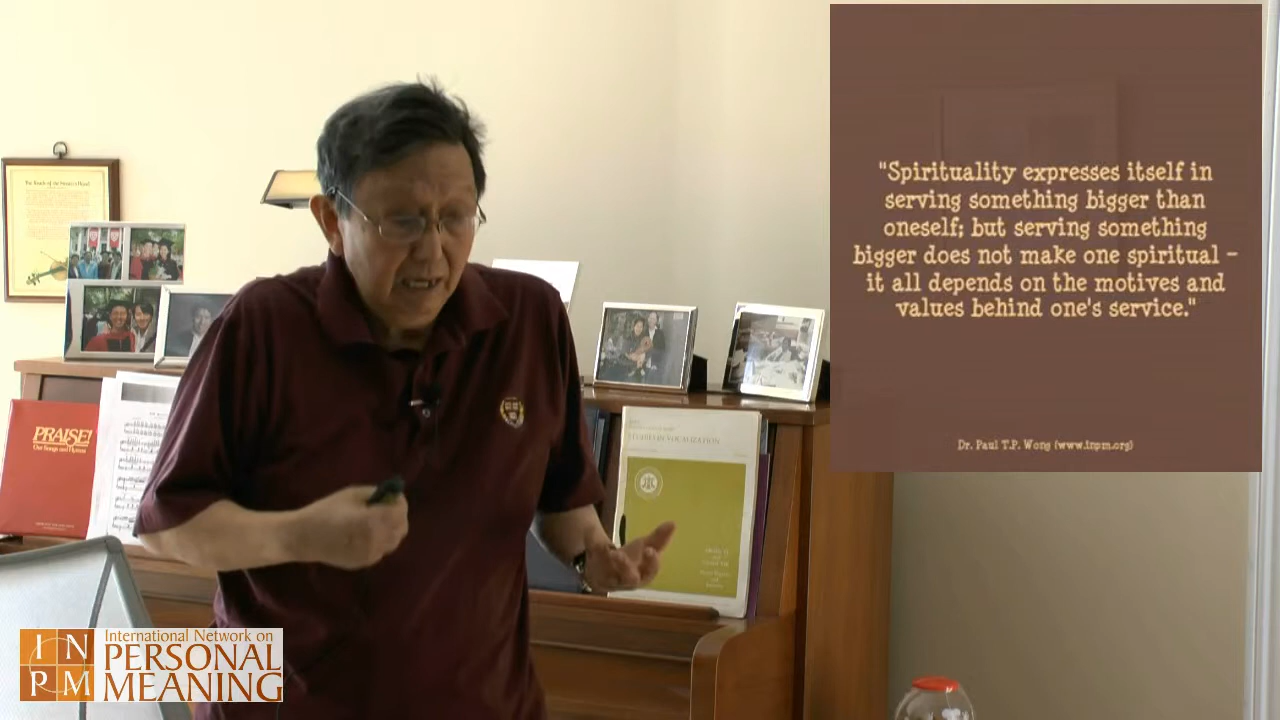 "Spirituality expresses itself in
serving something bigger than
oneself; but serving something
bigger does not make one spiritual -
it all depends on the motives and
values behind one's service."
Dr. Paul T.P. Wong (www.inpm.org)
PRAISE!
Our Songs and Hymns
STUDIES IN VOCALIZATION
I N
P M
International Network on
PERSONAL
MEANING